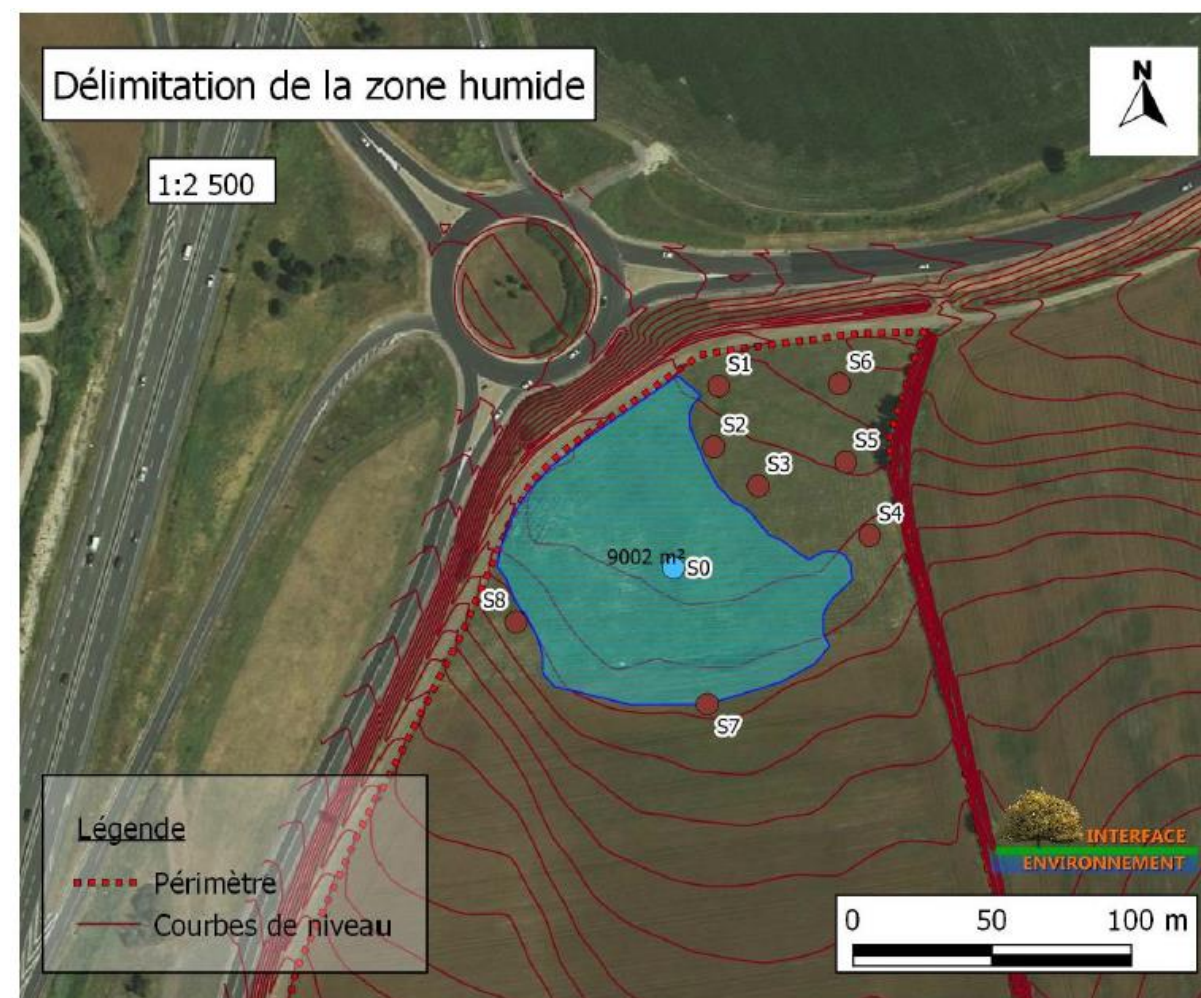 Délimitation de la zone humide
N
1:2 500
S1
S6
S2
S5
S3
S4
9002 m²
S0
S8
S7
Légende
Périmètre
Courbes de niveau
INTERFACE
ENVIRONNEMENT
0 50 100 m